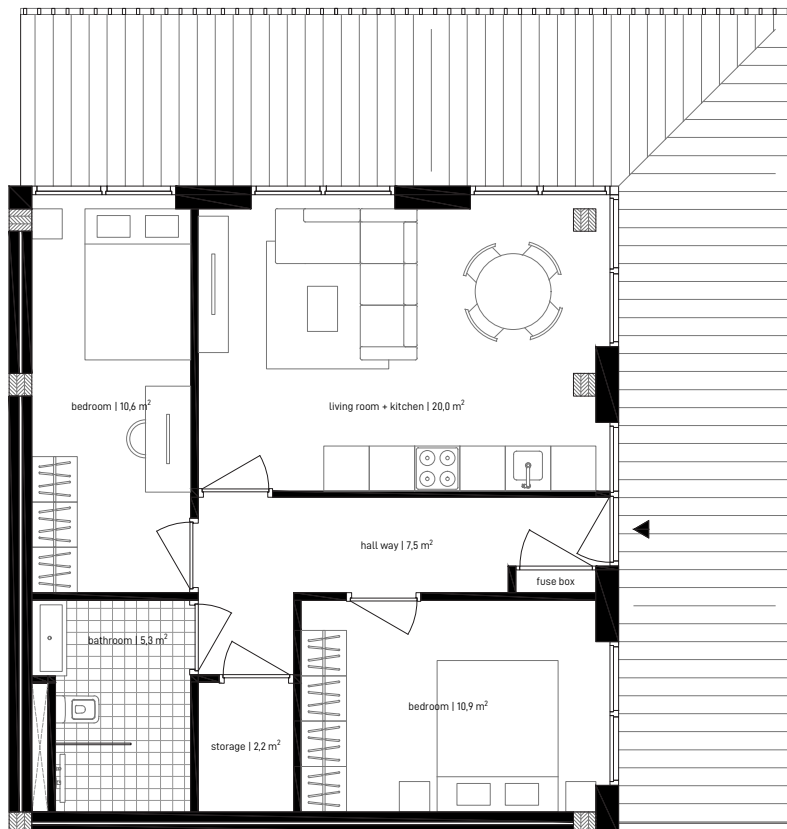 bedroom | 10,6 m²
living room + kitchen | 20,0 m²
hall way | 7,5 m²
fuse box
bathroom | 5,3 m²
bedroom | 10,9 m²
storage | 2,2 m²